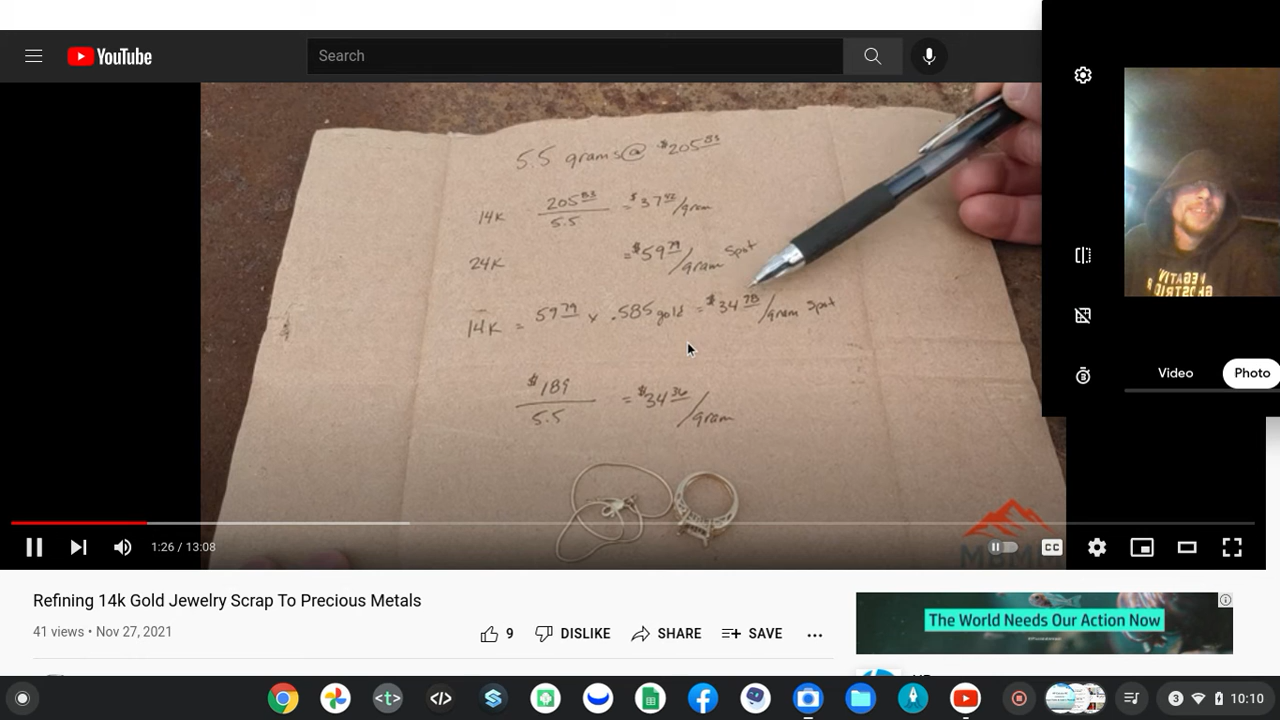 YouTube
Search
5.5 grams @ $205.83
14K 205.83 / 5.5 = $37.42/gram
24K = $59.79/gram Spot
14K = 59.79 x .585 gold = $34.78/gram Spot
$189 / 5.5 = $34.36/gram
NEGATIV
Video Photo
1:26 / 13:08
CC
Refining 14k Gold Jewelry Scrap To Precious Metals
41 views • Nov 27, 2021
9 DISLIKE SHARE SAVE
The World Needs Our Action Now
3 10:10